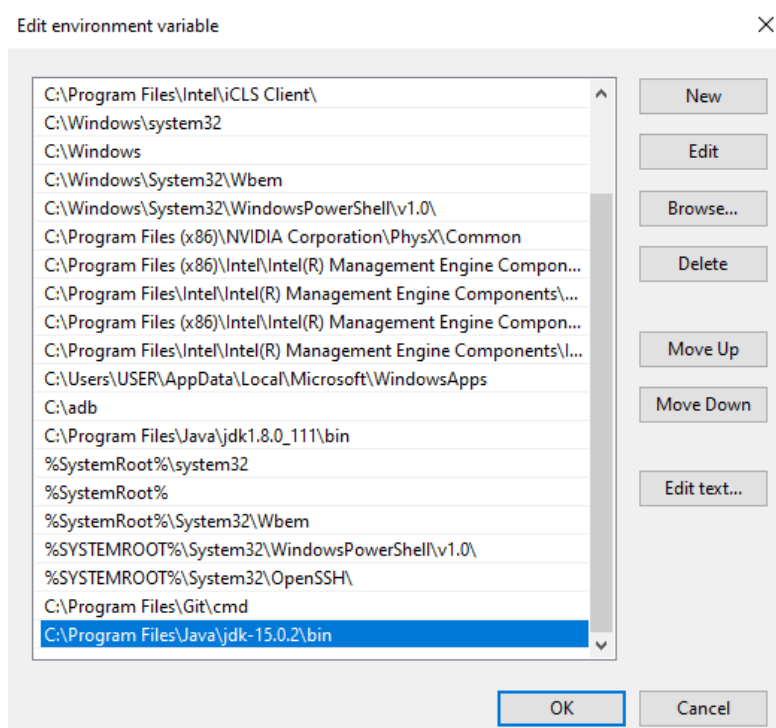 Edit environment variable
C:\Program Files\Intel\iCLS Client\
C:\Windows\system32
C:\Windows
C:\Windows\System32\Wbem
C:\Windows\System32\WindowsPowerShell\v1.0\
C:\Program Files (x86)\NVIDIA Corporation\PhysX\Common
C:\Program Files (x86)\Intel\Intel(R) Management Engine Compon...
C:\Program Files\Intel\Intel(R) Management Engine Components\...
C:\Program Files (x86)\Intel\Intel(R) Management Engine Compon...
C:\Program Files\Intel\Intel(R) Management Engine Components\I...
C:\Users\USER\AppData\Local\Microsoft\WindowsApps
C:\adb
C:\Program Files\Java\jdk1.8.0_111\bin
%SystemRoot%\system32
%SystemRoot%
%SystemRoot%\System32\Wbem
%SYSTEMROOT%\System32\WindowsPowerShell\v1.0\
%SYSTEMROOT%\System32\OpenSSH\
C:\Program Files\Git\cmd
C:\Program Files\Java\jdk-15.0.2\bin
New
Edit
Browse...
Delete
Move Up
Move Down
Edit text...
OK
Cancel